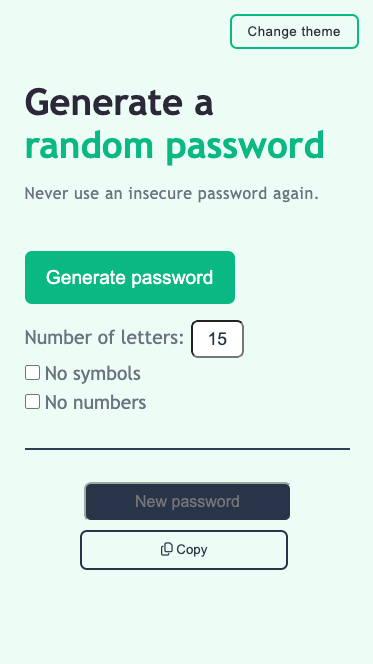 Change theme
Generate a
random password
Never use an insecure password again.
Generate password
Number of letters: 15
No symbols
No numbers
New password
Copy